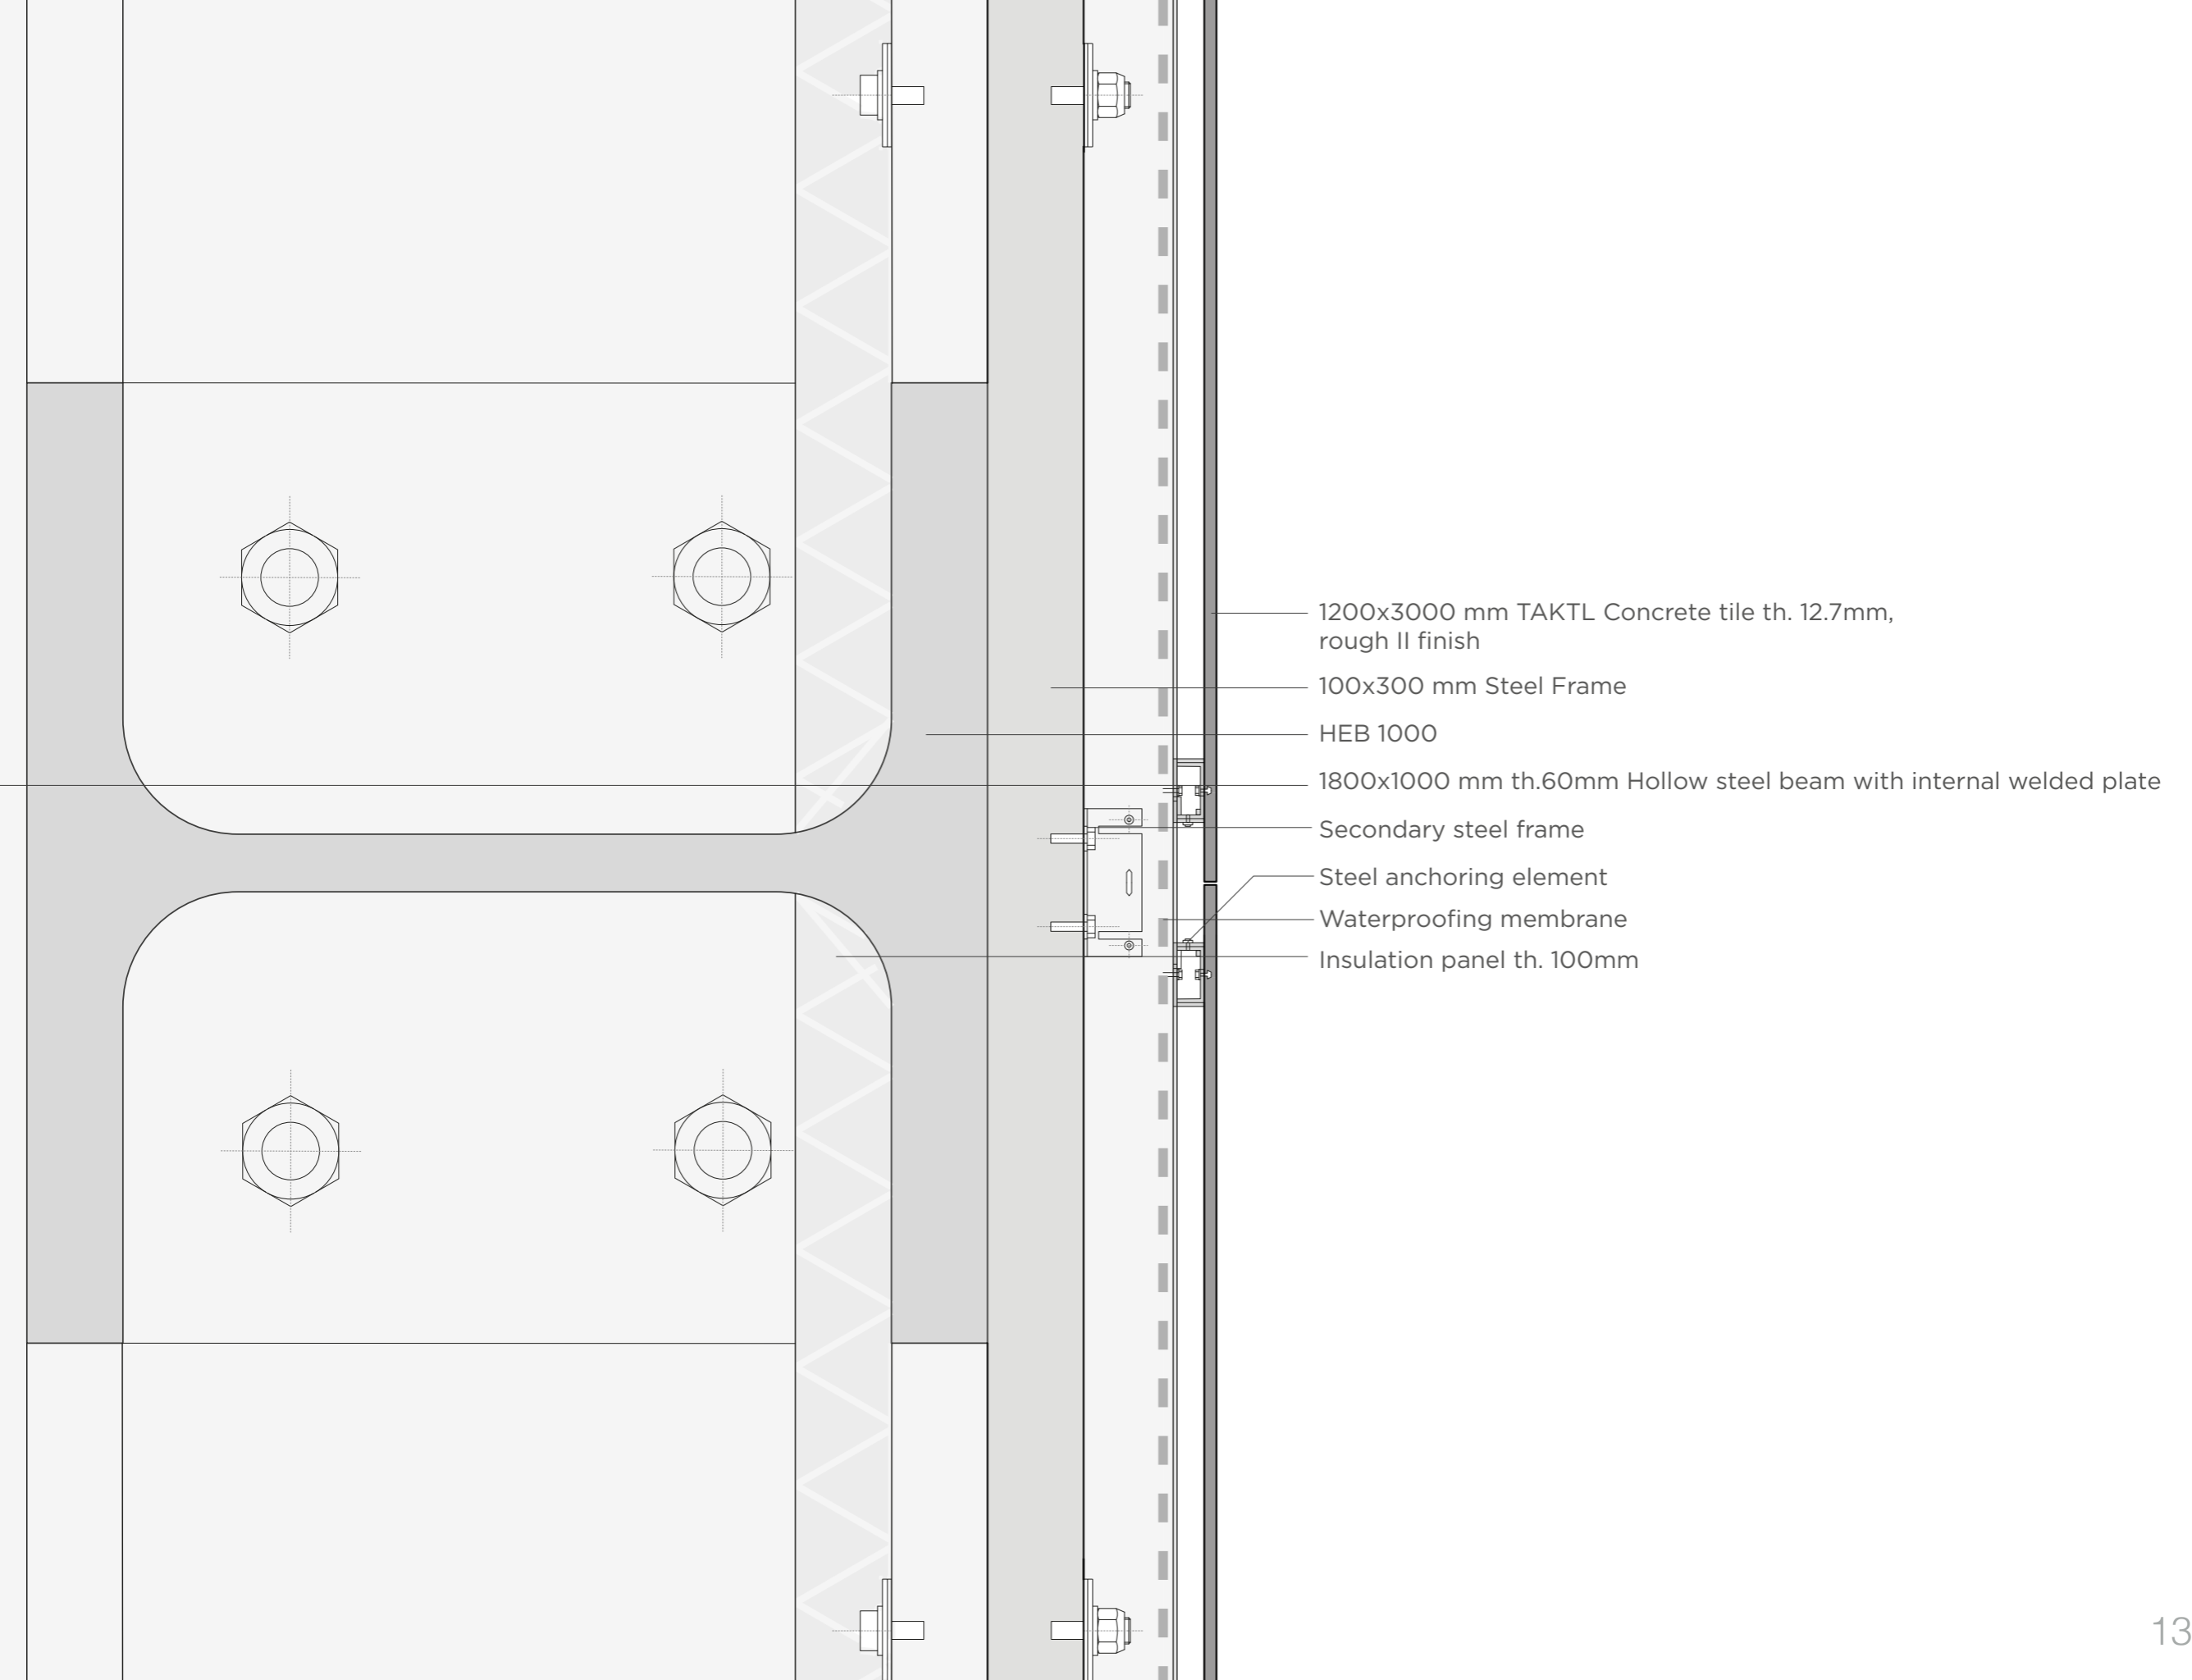 1200x3000 mm TAKTL Concrete tile th. 12.7mm,
rough II finish
100x300 mm Steel Frame
HEB 1000
1800x1000 mm th.60mm Hollow steel beam with internal welded plate
Secondary steel frame
Steel anchoring element
Waterproofing membrane
Insulation panel th. 100mm
13